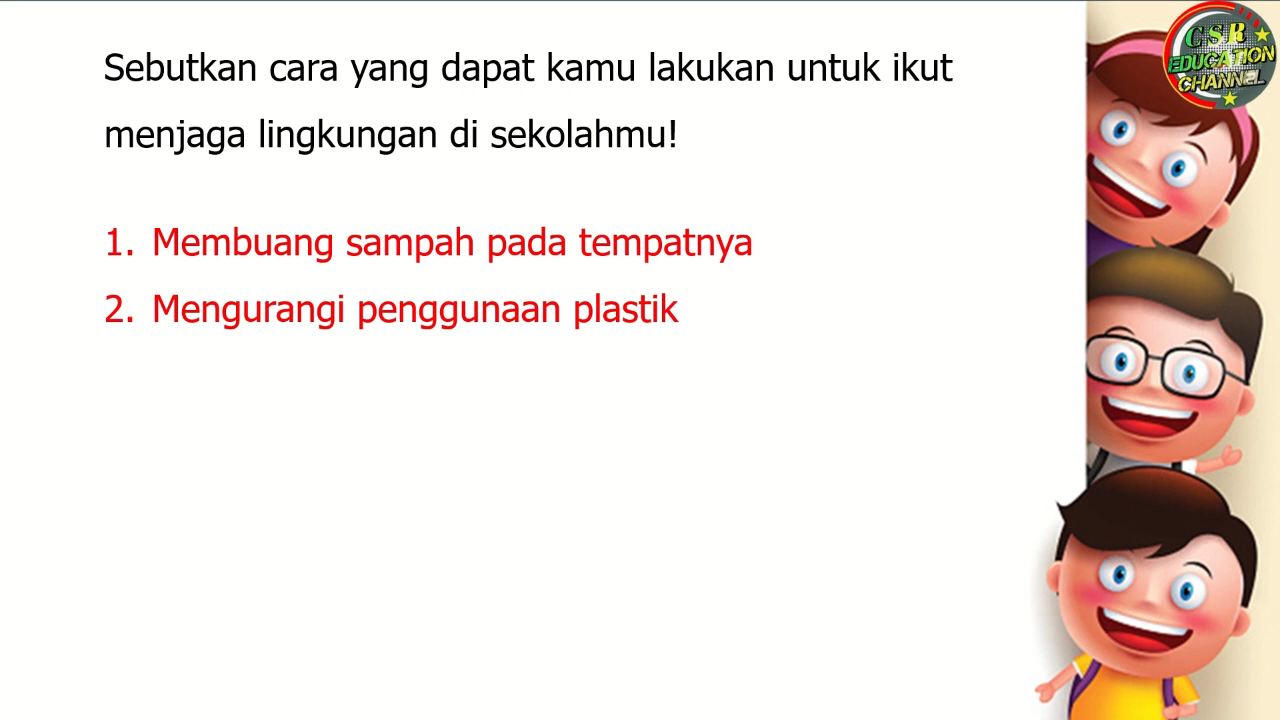 Sebutkan cara yang dapat kamu lakukan untuk ikut
menjaga lingkungan di sekolahmu!
1. Membuang sampah pada tempatnya
2. Mengurangi penggunaan plastik
CSR
EDUCATION
CHANNEL